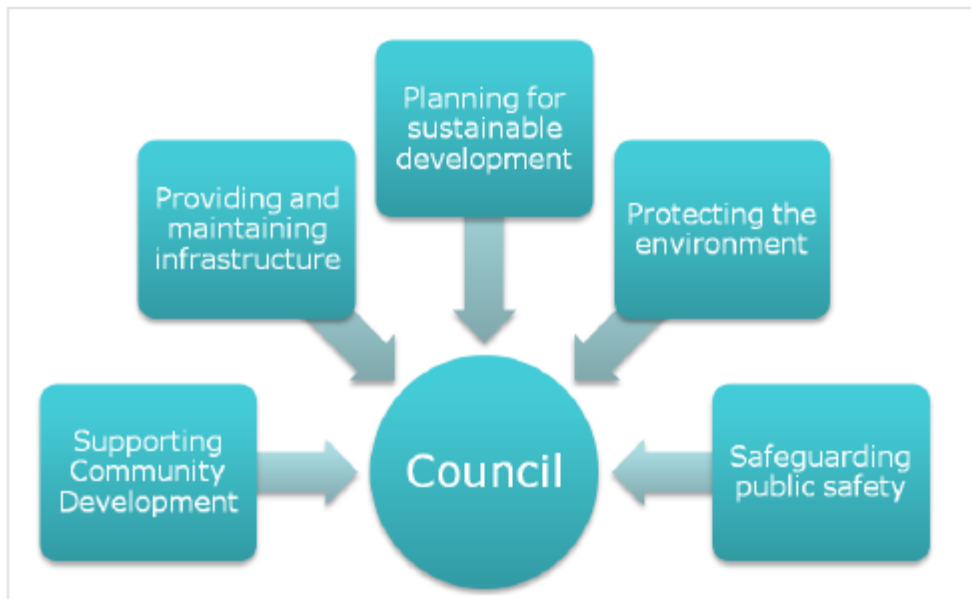 Planning for
sustainable
development
Providing and
maintaining
infrastructure
Protecting the
environment
Supporting
Community
Development
Council
Safeguarding
public safety